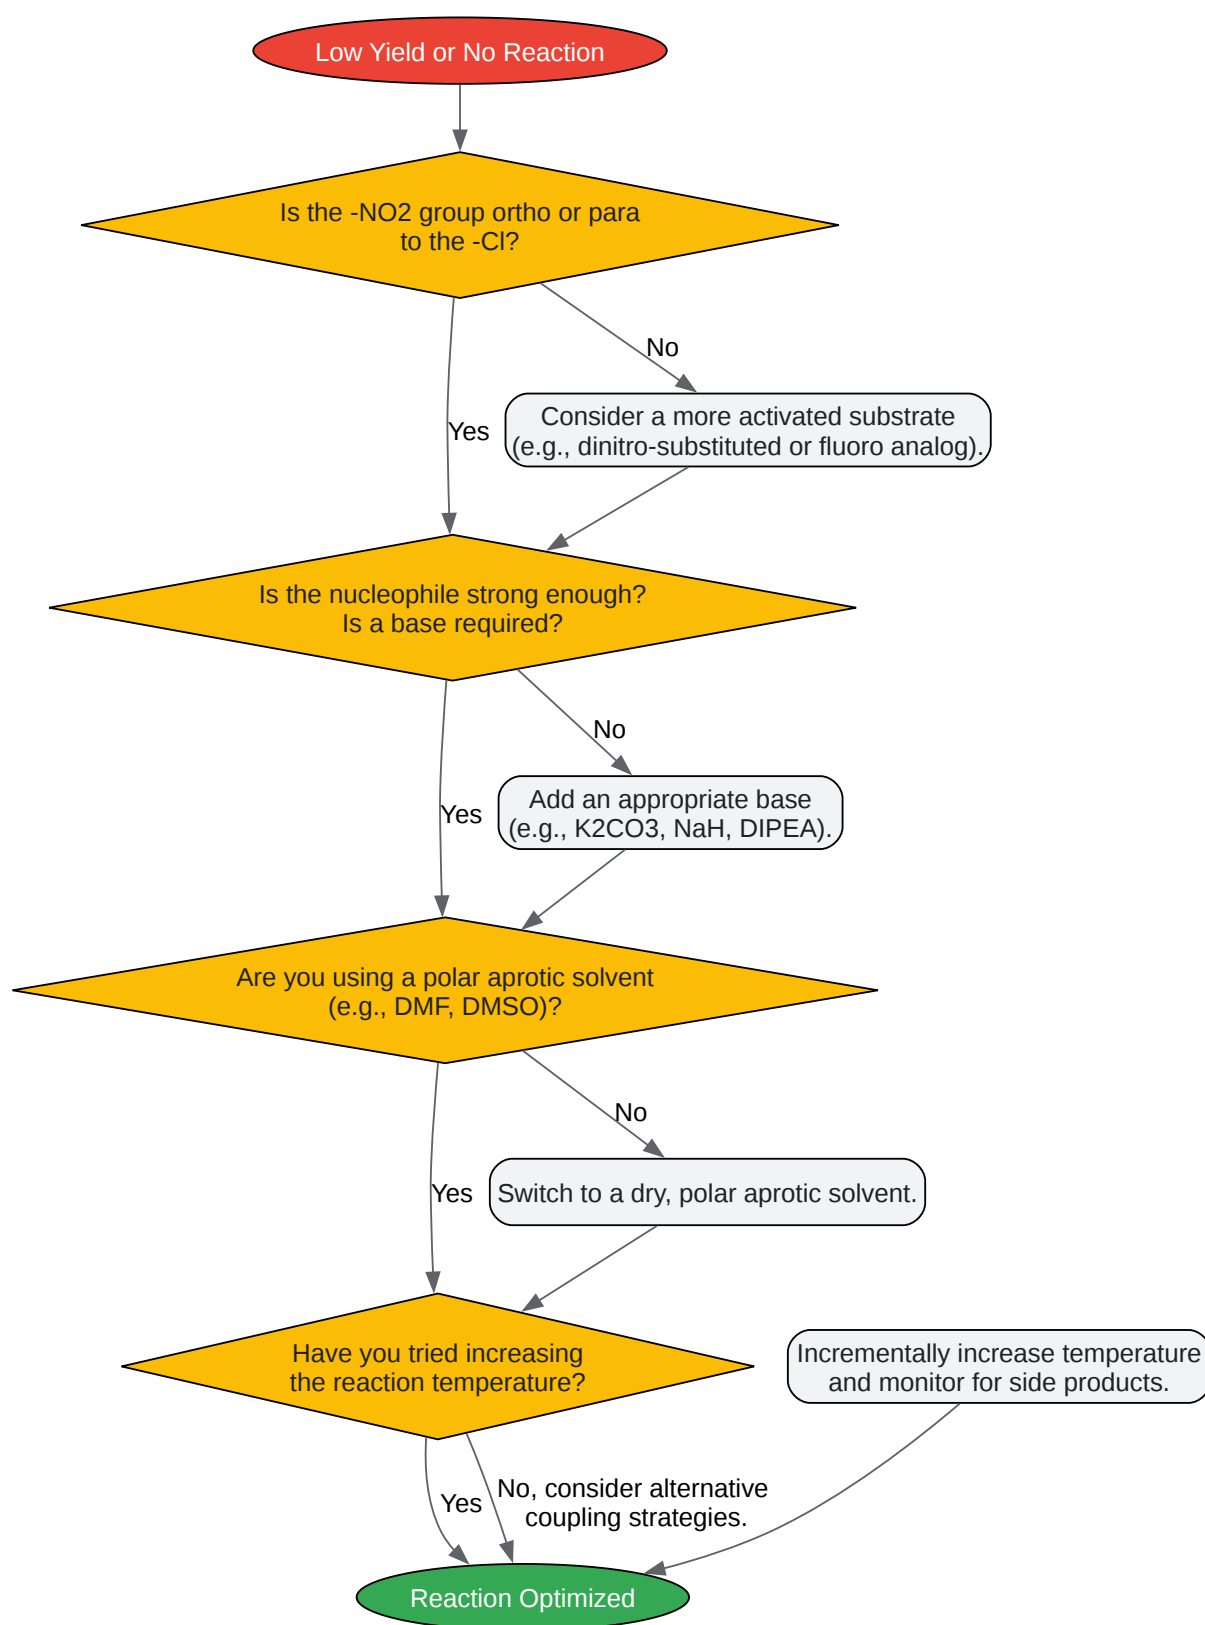 Low Yield or No Reaction
Is the -NO2 group ortho or para
to the -Cl?
No
Consider a more activated substrate
(e.g., dinitro-substituted or fluoro analog).
Yes
Is the nucleophile strong enough?
Is a base required?
No
Add an appropriate base
(e.g., K2CO3, NaH, DIPEA).
Yes
Are you using a polar aprotic solvent
(e.g., DMF, DMSO)?
No
Yes
Switch to a dry, polar aprotic solvent.
Have you tried increasing
the reaction temperature?
Incrementally increase temperature
and monitor for side products.
Yes
No, consider alternative
coupling strategies.
Reaction Optimized